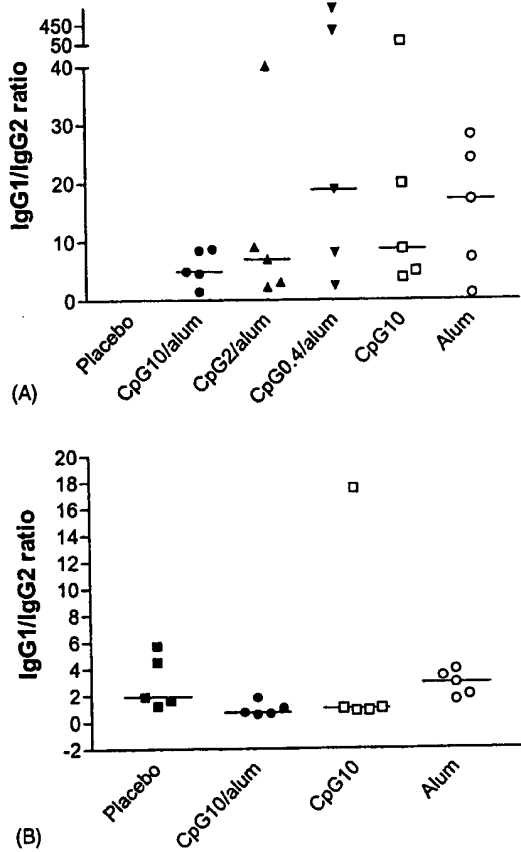 450
50
40
30
20
10
0
IgG1/IgG2 ratio
Placebo
CpG10/alum
CpG2/alum
CpG0.4/alum
CpG10
Alum
(A)
20
18
16
14
12
10
8
6
4
2
0
-2
IgG1/IgG2 ratio
Placebo
CpG10/alum
CpG10
Alum
(B)